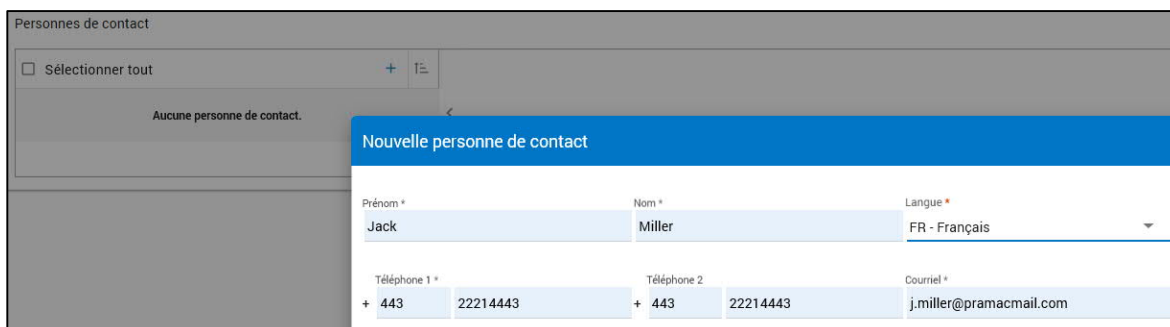 Personnes de contact
Sélectionner tout
Aucune personne de contact.
Nouvelle personne de contact
Prénom * Nom * Langue *
Jack Miller FR - Français
Téléphone 1 * Téléphone 2 Courriel *
+ 443 22214443 + 443 22214443 j.miller@pramacmail.com